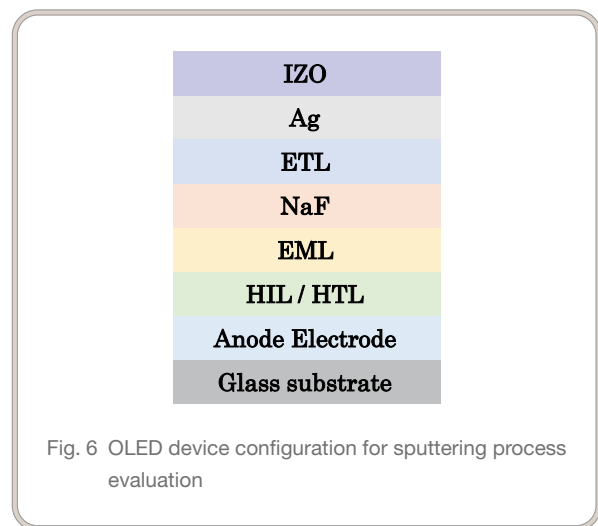 IZO
Ag
ETL
NaF
EML
HIL / HTL
Anode Electrode
Glass substrate
Fig. 6 OLED device configuration for sputtering process
evaluation